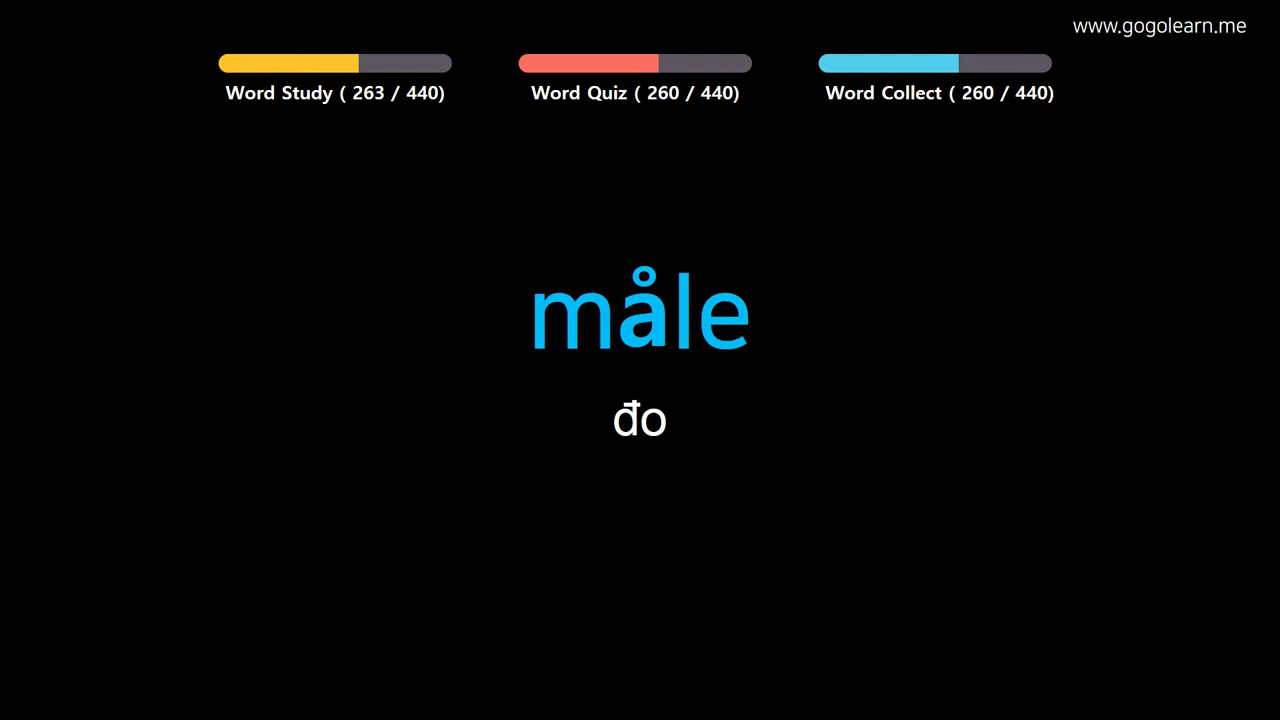 www.gogolearn.me
Word Study ( 263 / 440)
Word Quiz ( 260 / 440)
Word Collect ( 260 / 440)
måle
đo